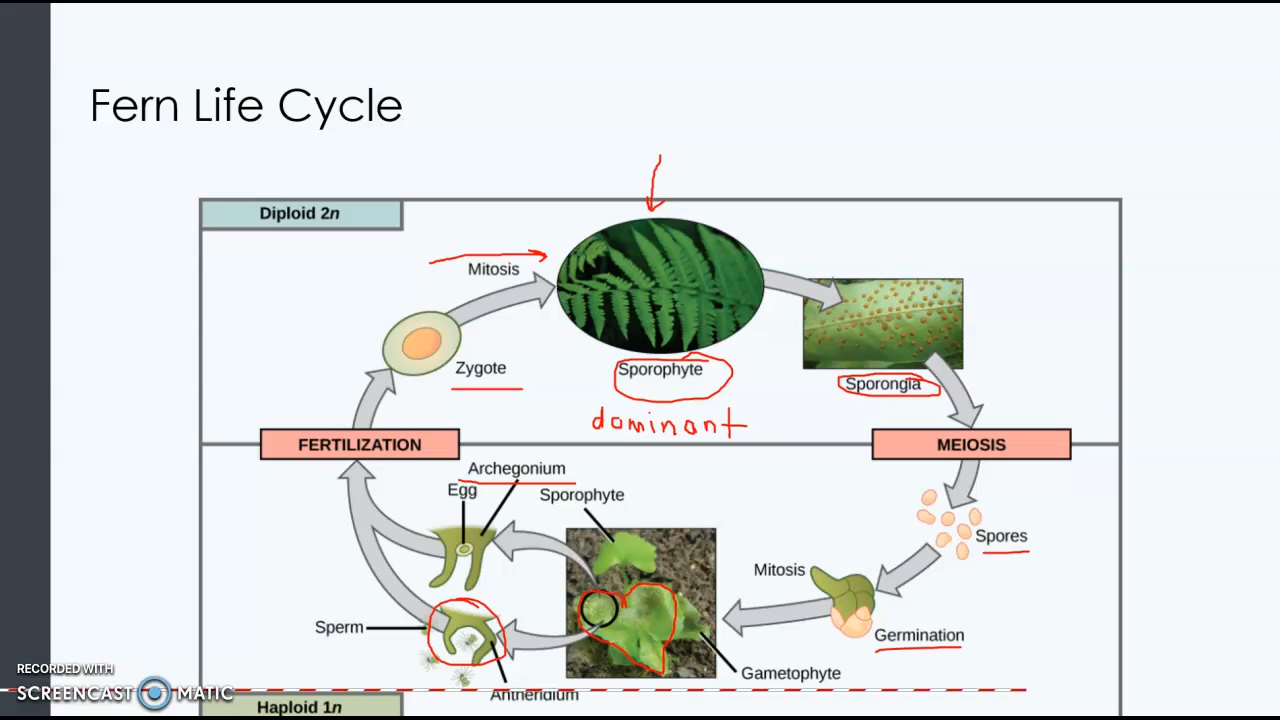 Fern Life Cycle
Diploid 2n
Mitosis
Zygote
Sporophyte
dominant
Sporongia
FERTILIZATION
MEIOSIS
Archegonium
Egg
Sporophyte
Spores
Mitosis
Sperm
Germination
Gametophyte
Antheridium
RECORDED WITH
SCREENCAST MATIC
Haploid 1n